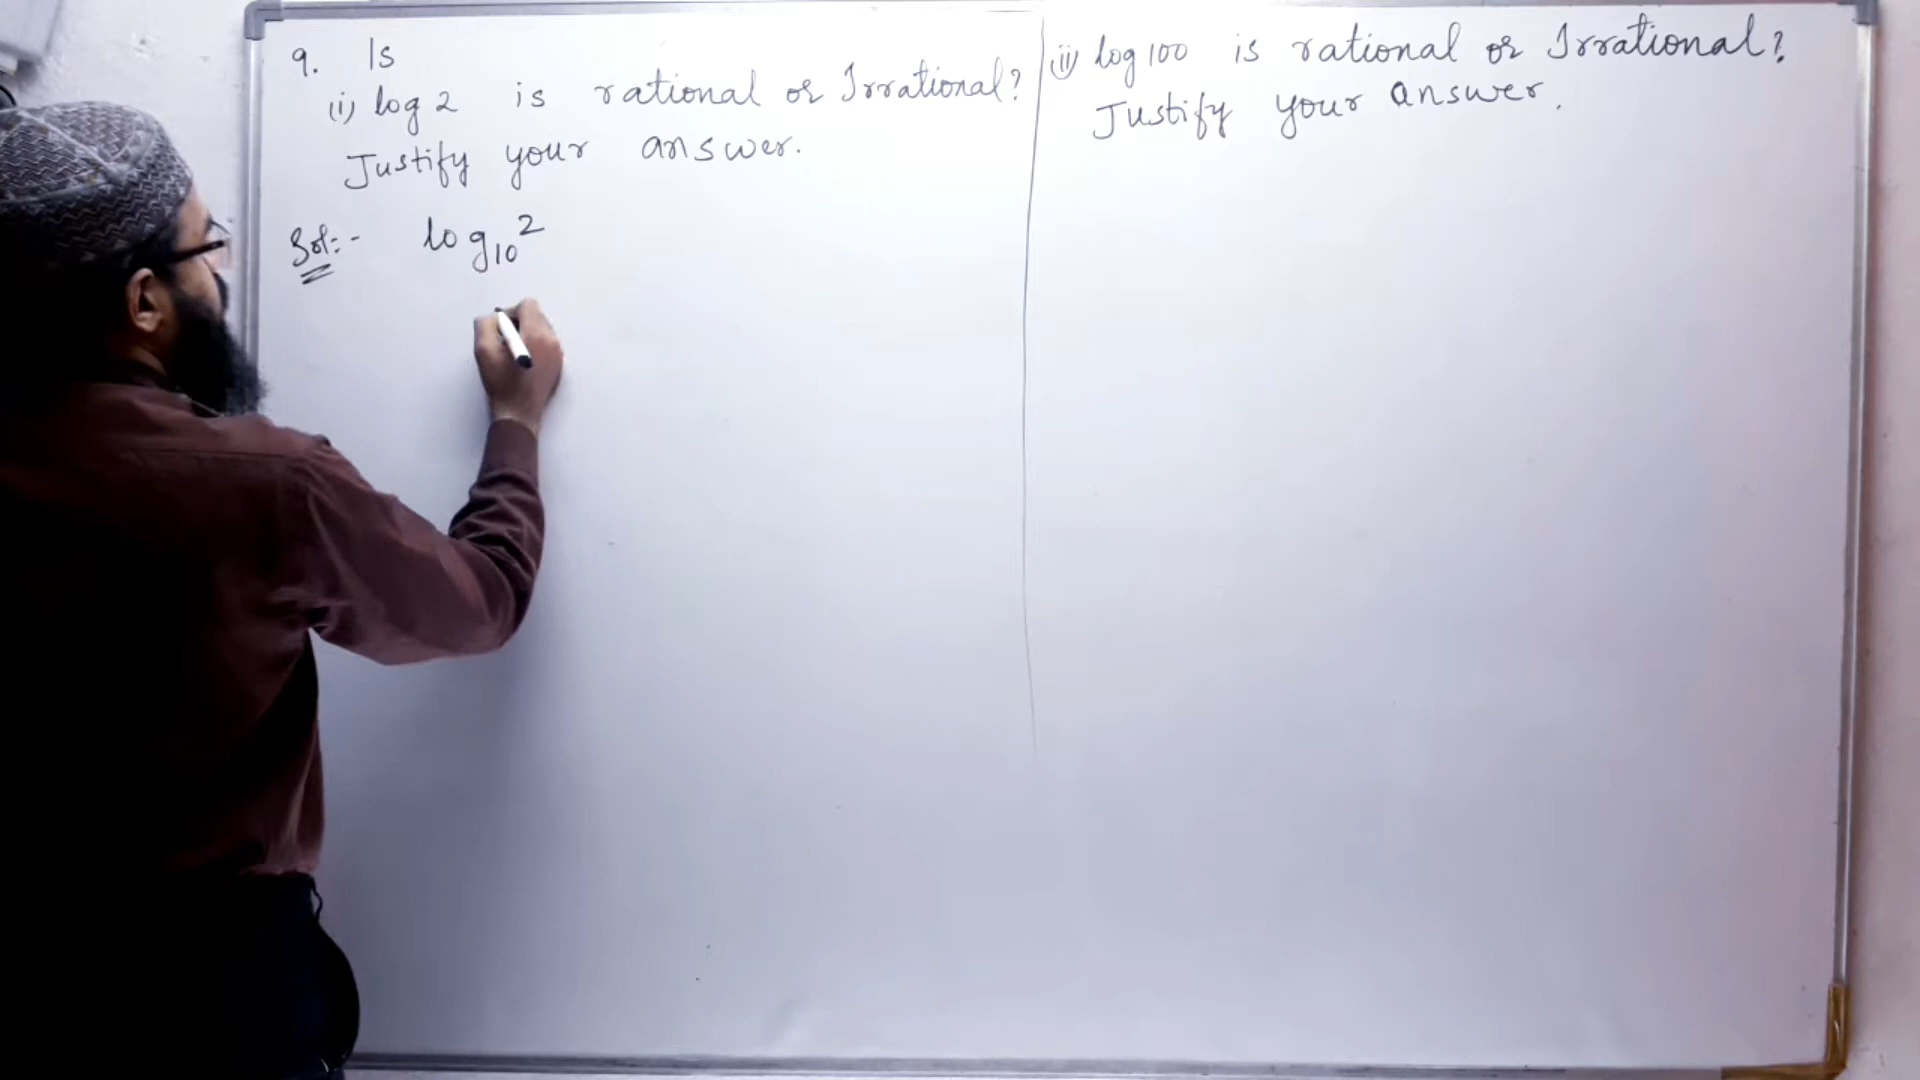 9. Is
(i) log 2 is rational or Irrational?
Justify your answer.
Sol:- log₁₀2
(ii) log 100 is rational or Irrational?
Justify your answer.